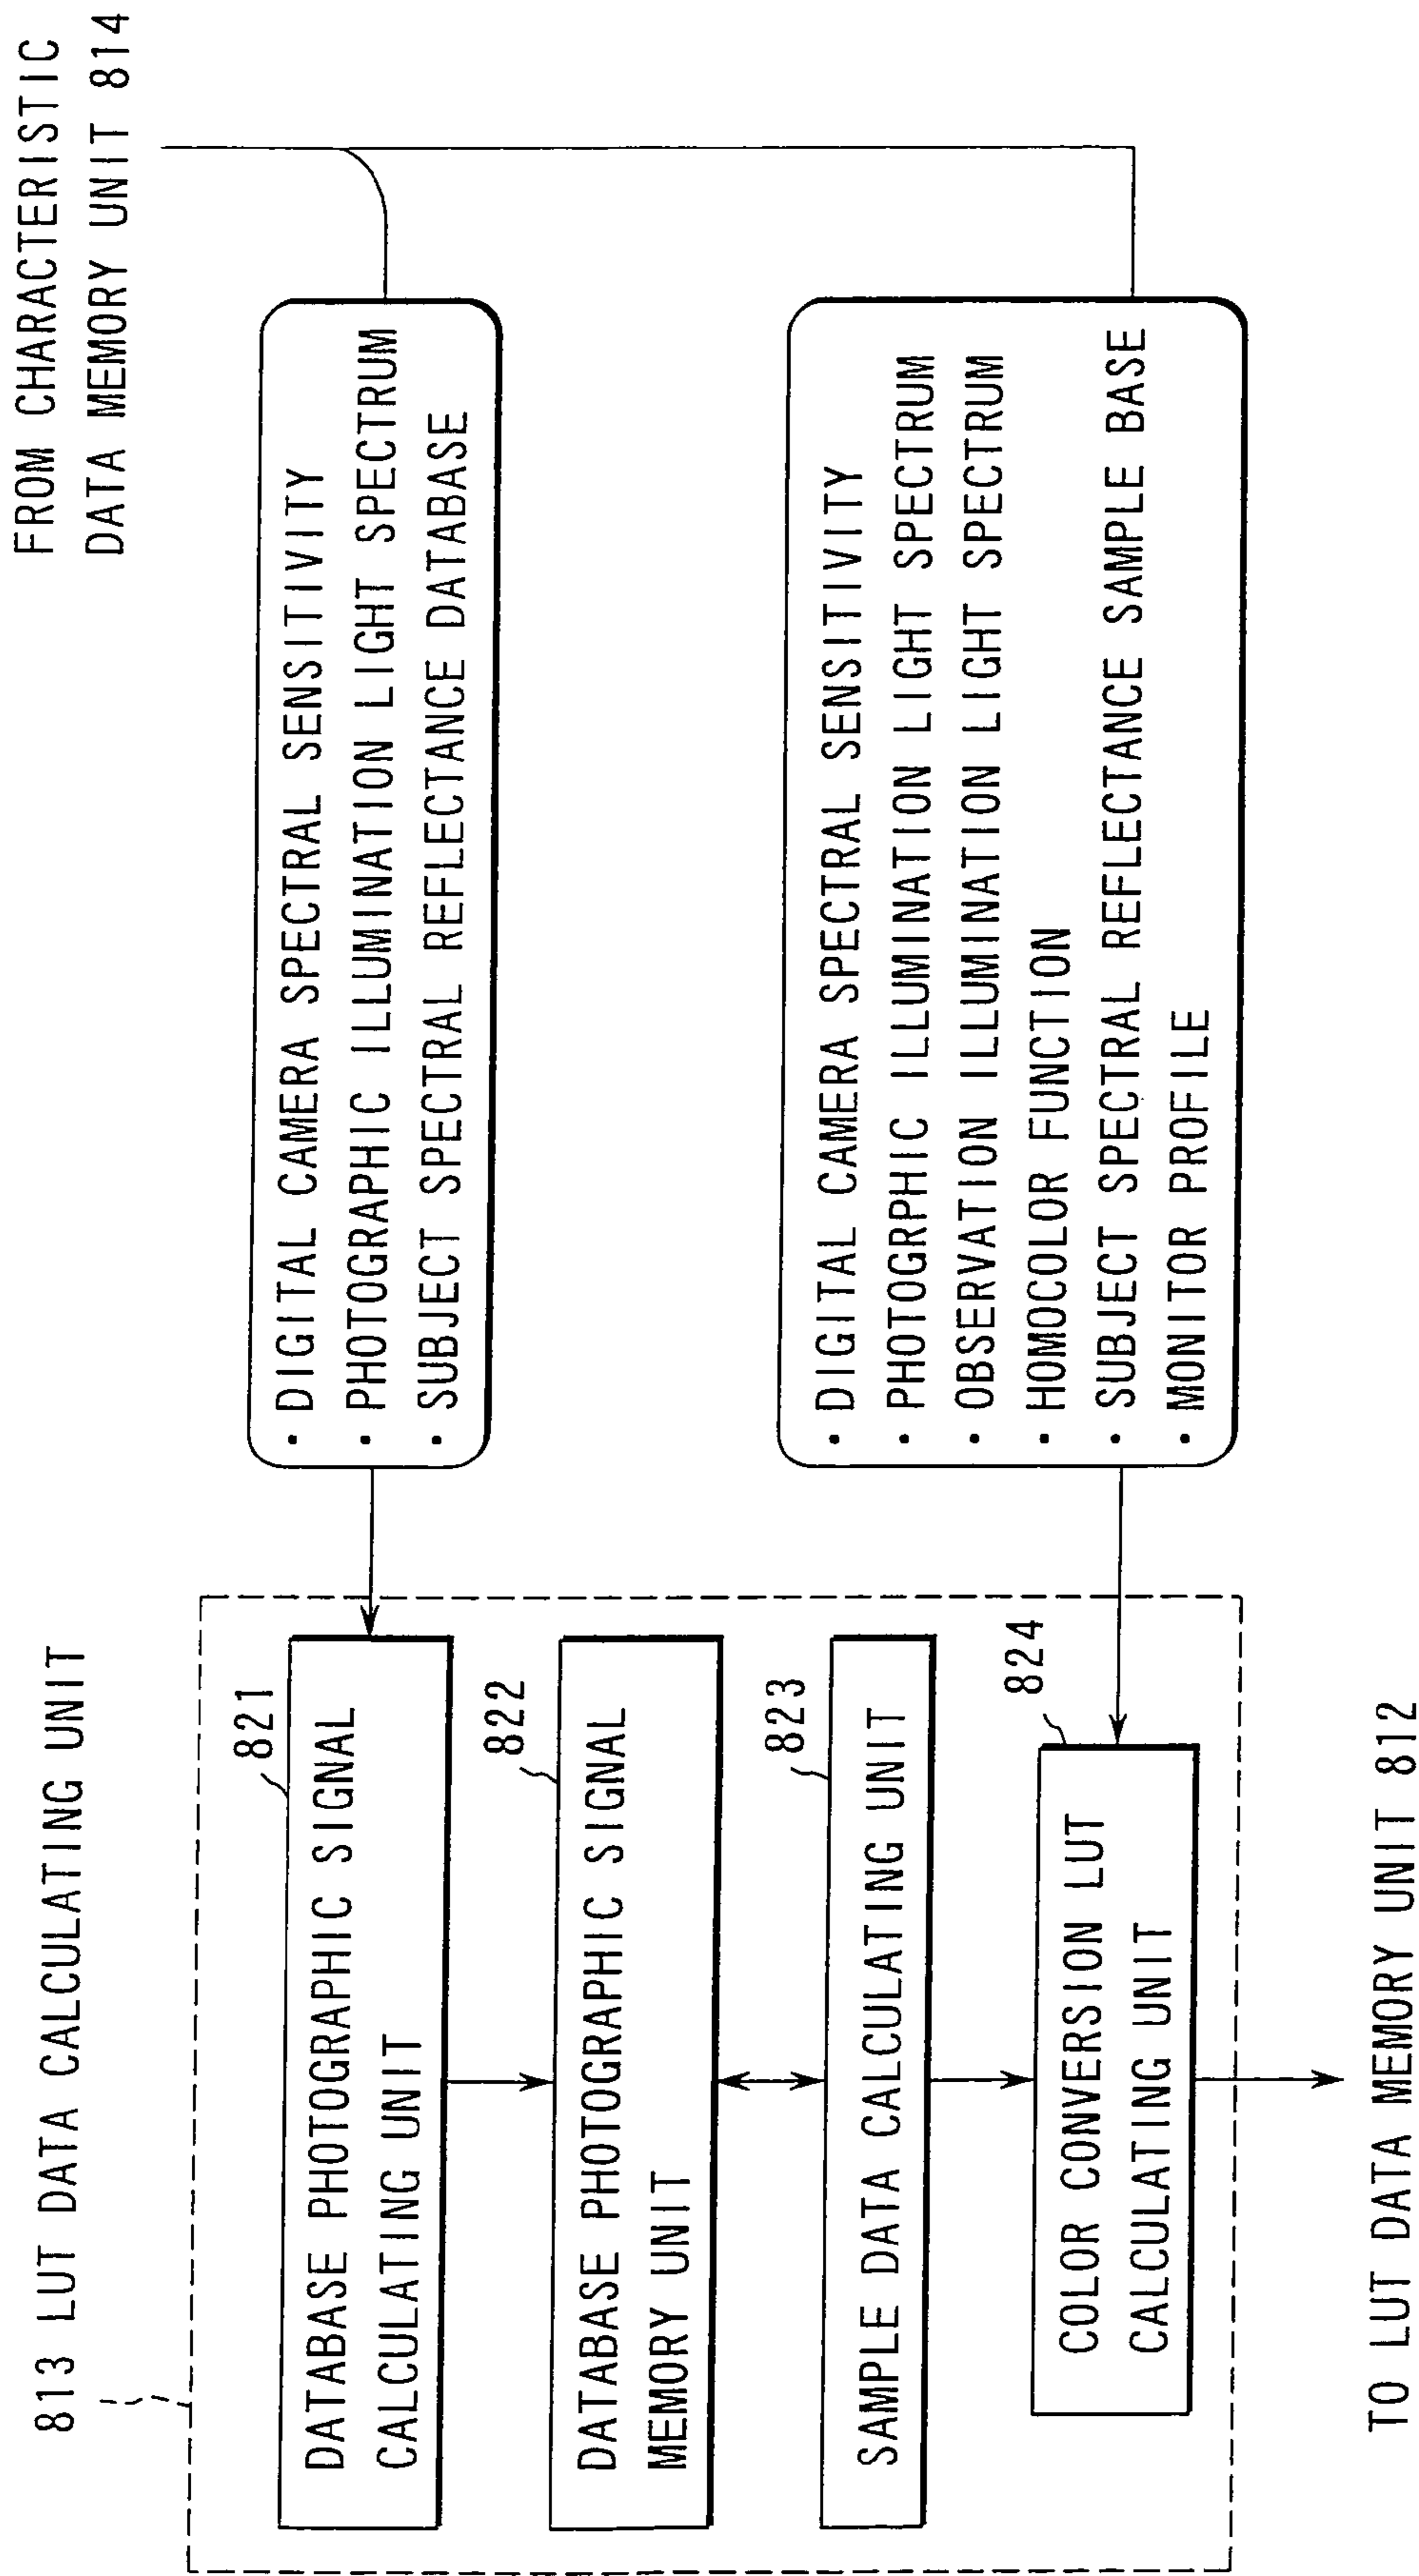 813 LUT DATA CALCULATING UNIT
821
DATABASE PHOTOGRAPHIC SIGNAL
CALCULATING UNIT
822
DATABASE PHOTOGRAPHIC SIGNAL
MEMORY UNIT
823
SAMPLE DATA CALCULATING UNIT
824
COLOR CONVERSION LUT
CALCULATING UNIT
TO LUT DATA MEMORY UNIT 812
FROM CHARACTERISTIC
DATA MEMORY UNIT 814
• DIGITAL CAMERA SPECTRAL SENSITIVITY
• PHOTOGRAPHIC ILLUMINATION LIGHT SPECTRUM
• SUBJECT SPECTRAL REFLECTANCE DATABASE
• DIGITAL CAMERA SPECTRAL SENSITIVITY
• PHOTOGRPHIC ILLUMINATION LIGHT SPECTRUM
• OBSERVATION ILLUMINATION LIGHT SPECTRUM
• HOMOCOLOR FUNCTION
• SUBJECT SPECTRAL REFLECTANCE SAMPLE BASE
• MONITOR PROFILE